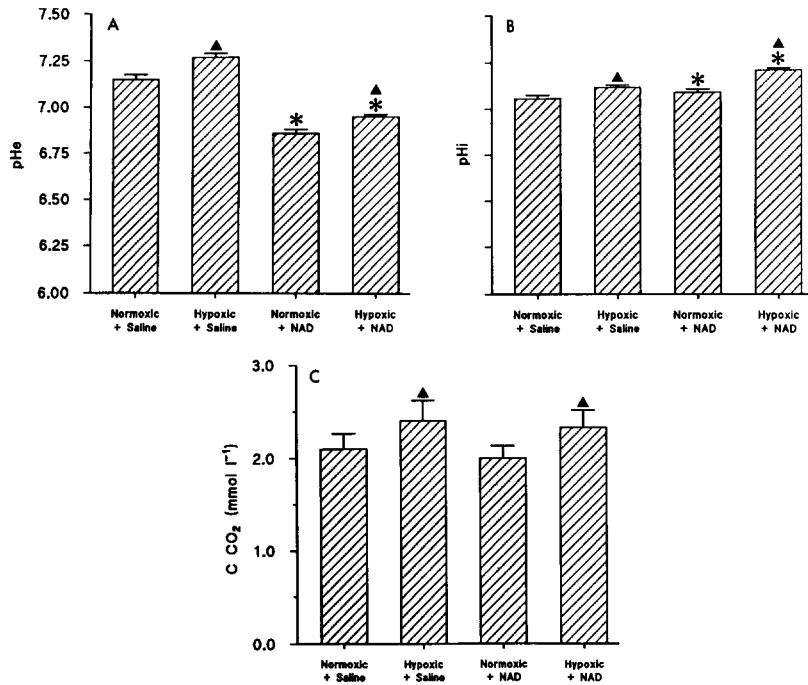 A
pHe
7.50
7.25
7.00
6.75
6.50
6.25
6.00
▲
*
▲
*
Normoxic + Saline
Hypoxic + Saline
Normoxic + NAD
Hypoxic + NAD
B
pHi
▲
*
▲
*
Normoxic + Saline
Hypoxic + Saline
Normoxic + NAD
Hypoxic + NAD
C
C CO₂ (mmol l⁻¹)
3.0
2.0
1.0
0.0
▲
▲
Normoxic + Saline
Hypoxic + Saline
Normoxic + NAD
Hypoxic + NAD